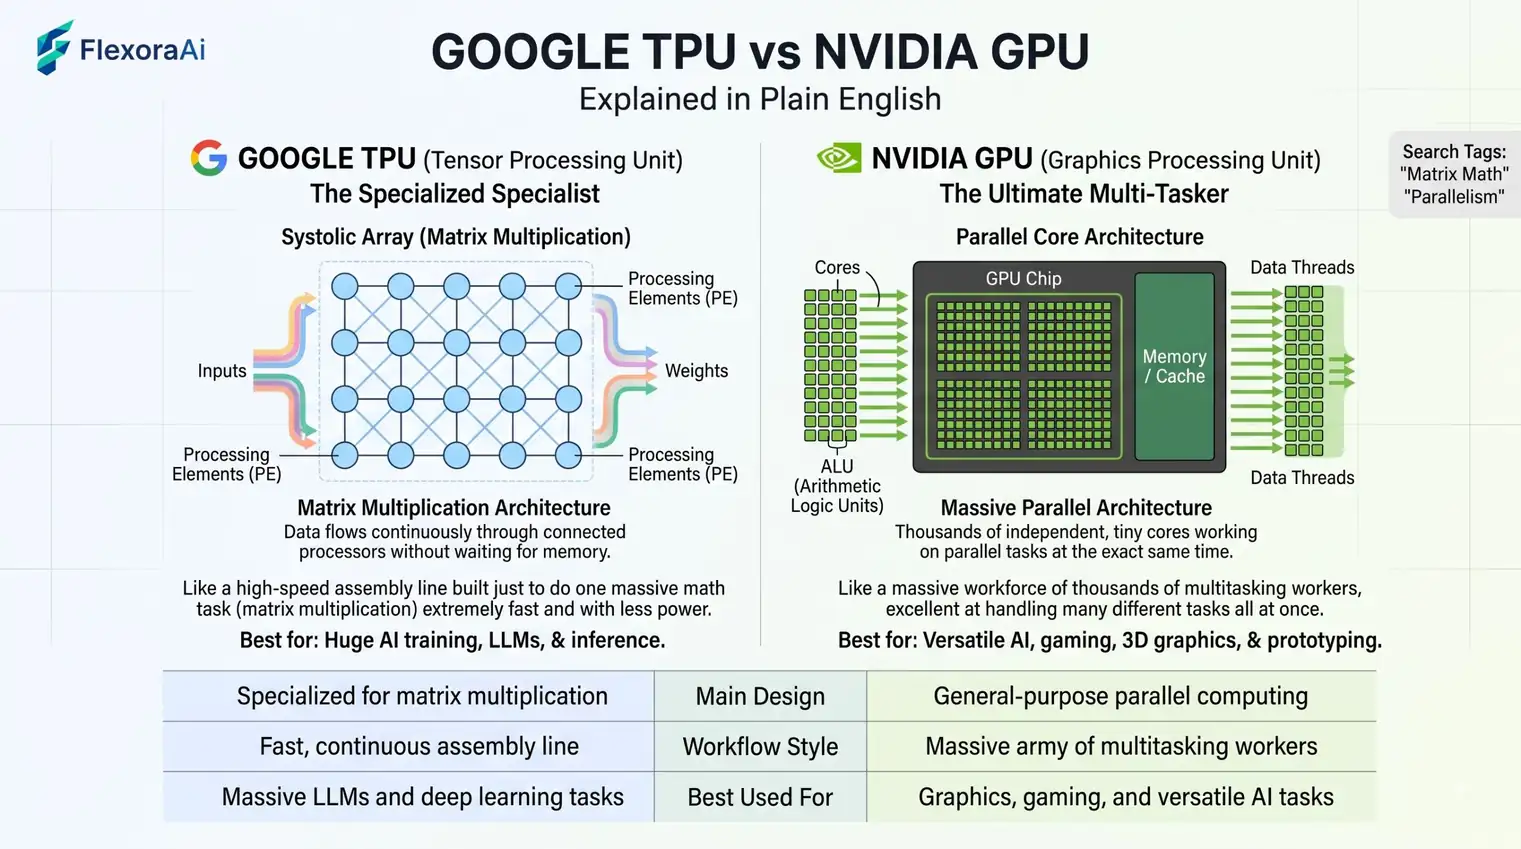 FlexoraAi
GOOGLE TPU vs NVIDIA GPU
Explained in Plain English
Search Tags:
"Matrix Math"
"Parallelism"
GOOGLE TPU (Tensor Processing Unit)
The Specialized Specialist
Systolic Array (Matrix Multiplication)
Processing
Elements (PE)
Inputs
Weights
Processing
Elements (PE)
Processing
Elements (PE)
Matrix Multiplication Architecture
Data flows continuously through connected
processors without waiting for memory.
Like a high-speed assembly line built just to do one massive math
task (matrix multiplication) extremely fast and with less power.
Best for: Huge AI training, LLMs, & inference.
NVIDIA GPU (Graphics Processing Unit)
The Ultimate Multi-Tasker
Parallel Core Architecture
Cores
GPU Chip
Data Threads
Memory
/ Cache
ALU
(Arithmetic
Logic Units)
Data Threads
Massive Parallel Architecture
Thousands of independent, tiny cores working
on parallel tasks at the exact same time.
Like a massive workforce of thousands of multitasking workers,
excellent at handling many different tasks all at once.
Best for: Versatile AI, gaming, 3D graphics, & prototyping.
Specialized for matrix multiplication
Main Design
General-purpose parallel computing
Fast, continuous assembly line
Workflow Style
Massive army of multitasking workers
Massive LLMs and deep learning tasks
Best Used For
Graphics, gaming, and versatile AI tasks